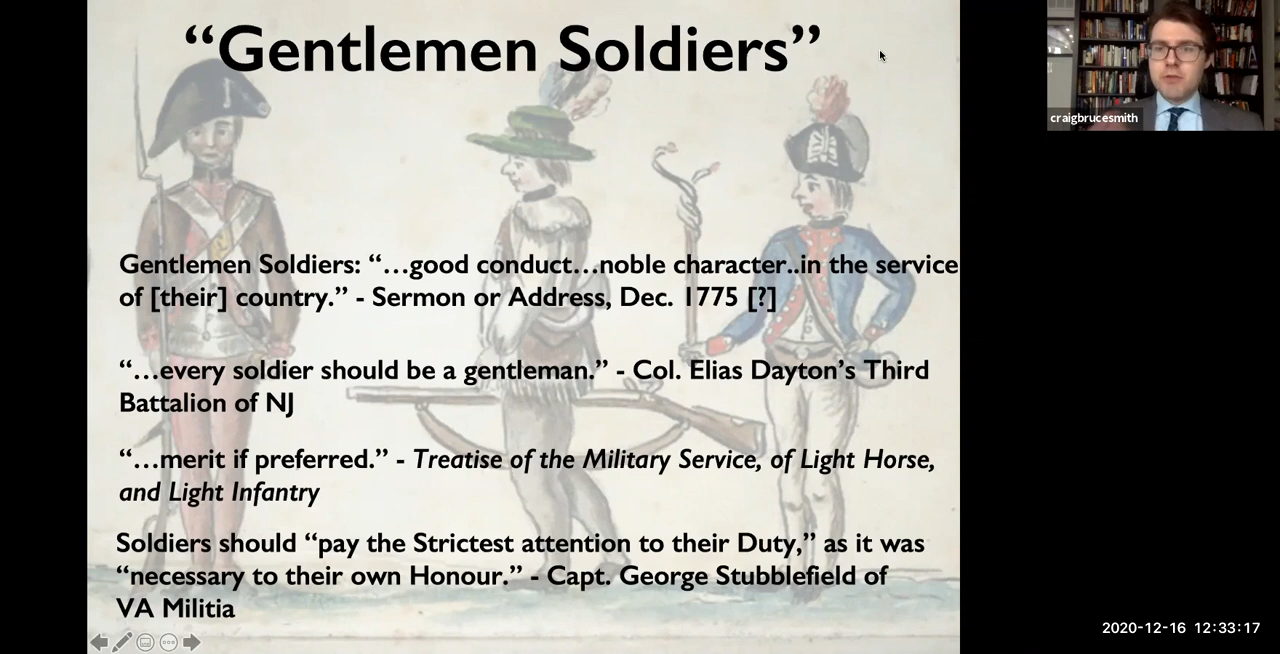 “Gentlemen Soldiers”
craigbrucesmith
Gentlemen Soldiers: “…good conduct…noble character..in the service
of [their] country.” - Sermon or Address, Dec. 1775 [?]
“…every soldier should be a gentleman.” - Col. Elias Dayton’s Third
Battalion of NJ
“…merit if preferred.” - Treatise of the Military Service, of Light Horse,
and Light Infantry
Soldiers should “pay the Strictest attention to their Duty,” as it was
“necessary to their own Honour.” - Capt. George Stubblefield of
VA Militia
2020-12-16 12:33:17